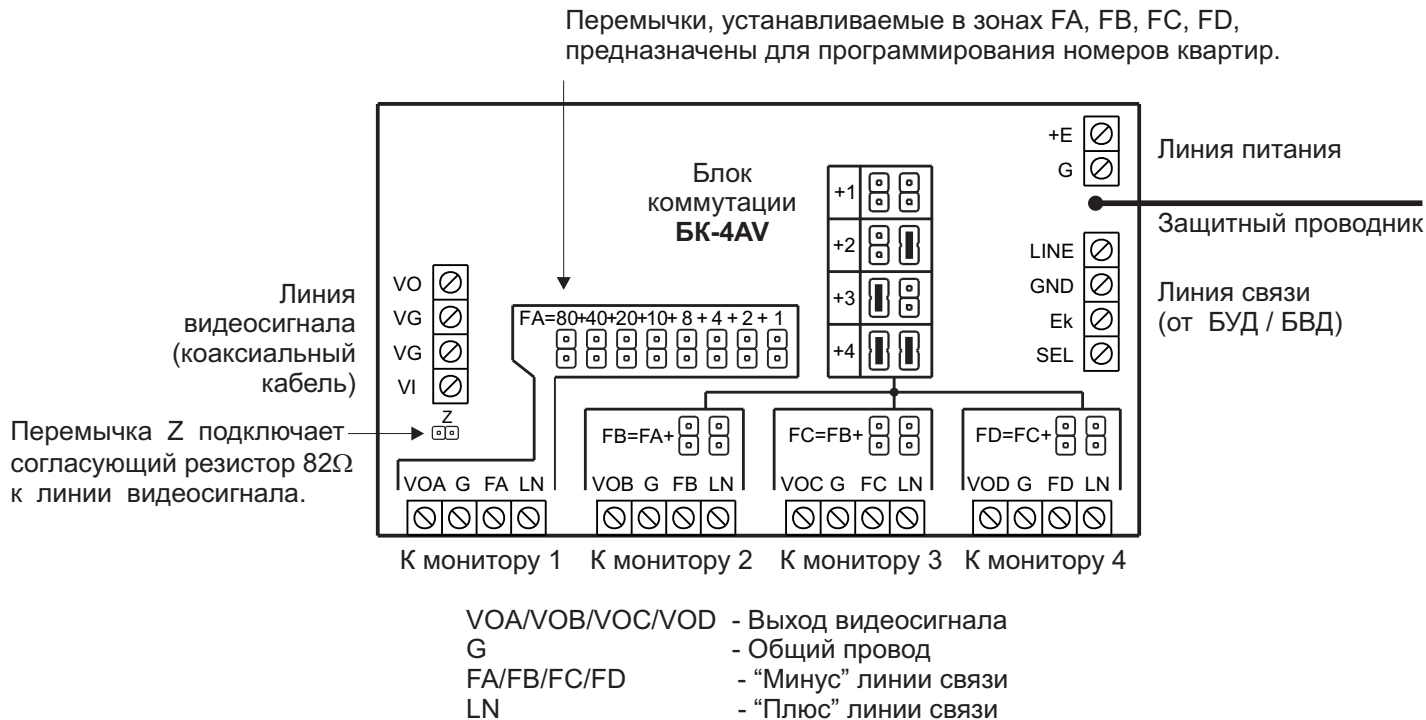 Перемычки, устанавливаемые в зонах FA, FB, FC, FD,
предназначены для программирования номеров квартир.
Блок
коммутации
БК-4AV
+1
+2
+3
+4
+E
G
Линия питания
Защитный проводник
LINE
GND
Ek
SEL
Линия связи
(от БУД / БВД)
Линия
видеосигнала
(коаксиальный
кабель)
VO
VG
VG
VI
Z
FA=80+40+20+10+ 8 + 4 + 2 + 1
Перемычка Z подключает
согласующий резистор 82Ω
к линии видеосигнала.
FB=FA+
FC=FB+
FD=FC+
VOA G FA LN
VOB G FB LN
VOC G FC LN
VOD G FD LN
К монитору 1
К монитору 2
К монитору 3
К монитору 4
VOA/VOB/VOC/VOD - Выход видеосигнала
G - Общий провод
FA/FB/FC/FD - “Минус” линии связи
LN - “Плюс” линии связи